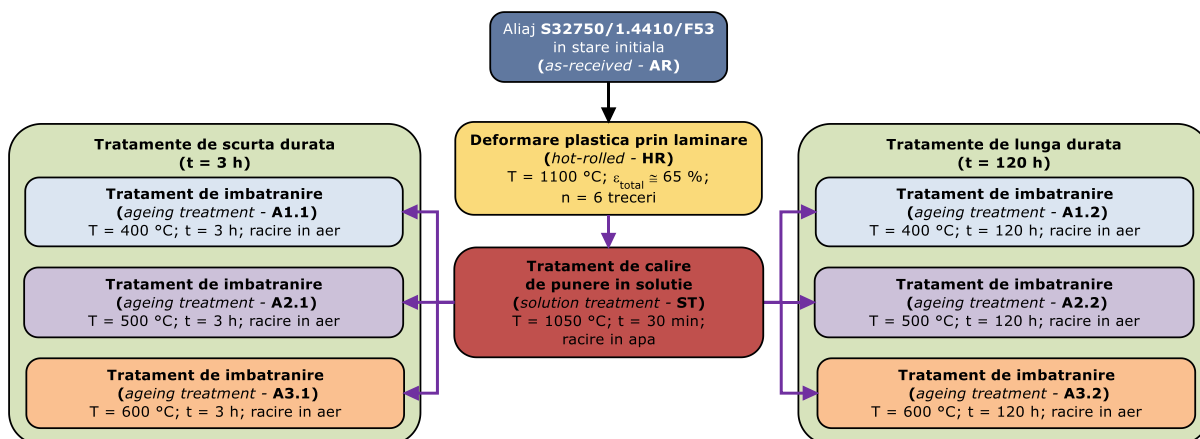 Aliaj S32750/1.4410/F53
in stare initiala
(as-received - AR)
Deformare plastica prin laminare
(hot-rolled - HR)
T = 1100 °C; εtotal ≅ 65 %;
n = 6 treceri
Tratament de calire
de punere in solutie
(solution treatment - ST)
T = 1050 °C; t = 30 min;
racire in apa
Tratamente de scurta durata
(t = 3 h)
Tratament de imbatranire
(ageing treatment - A1.1)
T = 400 °C; t = 3 h; racire in aer
Tratament de imbatranire
(ageing treatment - A2.1)
T = 500 °C; t = 3 h; racire in aer
Tratament de imbatranire
(ageing treatment - A3.1)
T = 600 °C; t = 3 h; racire in aer
Tratamente de lunga durata
(t = 120 h)
Tratament de imbatranire
(ageing treatment - A1.2)
T = 400 °C; t = 120 h; racire in aer
Tratament de imbatranire
(ageing treatment - A2.2)
T = 500 °C; t = 120 h; racire in aer
Tratament de imbatranire
(ageing treatment - A3.2)
T = 600 °C; t = 120 h; racire in aer